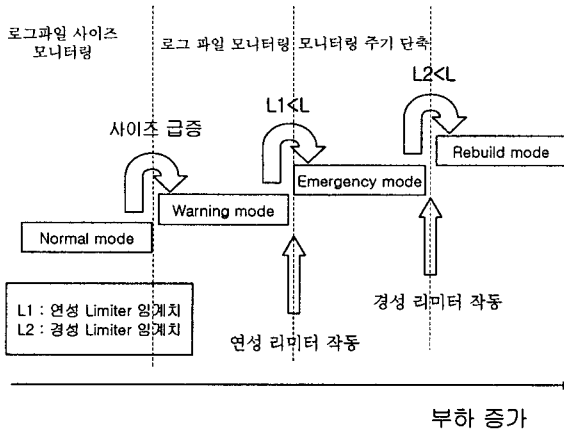 로그파일 사이즈
모니터링
로그 파일 모니터링
모니터링 주기 단축
L2<L
L1<L
사이즈 급증
Rebuild mode
Emergency mode
Warning mode
Normal mode
L1 : 연성 Limiter 임계치
L2 : 경성 Limiter 임계치
경성 리미터 작동
연성 리미터 작동
부하 증가